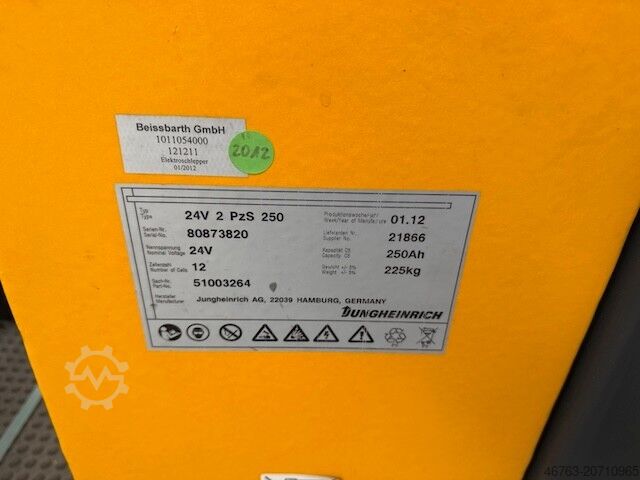 Beissbarth GmbH
1011054000
121211
Elektroschlepper
01/2012
2012
Typ
Type
24V 2 PzS 250
Produktionswoche/Jahr
Week/Year of Manufacture
01.12
Serien-Nr.
Serial-No.
80873820
Lieferanten Nr.
Supplier No.
21866
Nennspannung
Nominal Voltage
24V
Kapazität C5
Capacity C5
250Ah
Zellenzahl
Number of Cells
12
Gewicht +/- 5%
Weight +/- 5%
225kg
Sach-Nr.
Part-No.
51003264
Hersteller
Manufacturer
Jungheinrich AG, 22039 HAMBURG, GERMANY
JUNGHEINRICH
46763-20710965